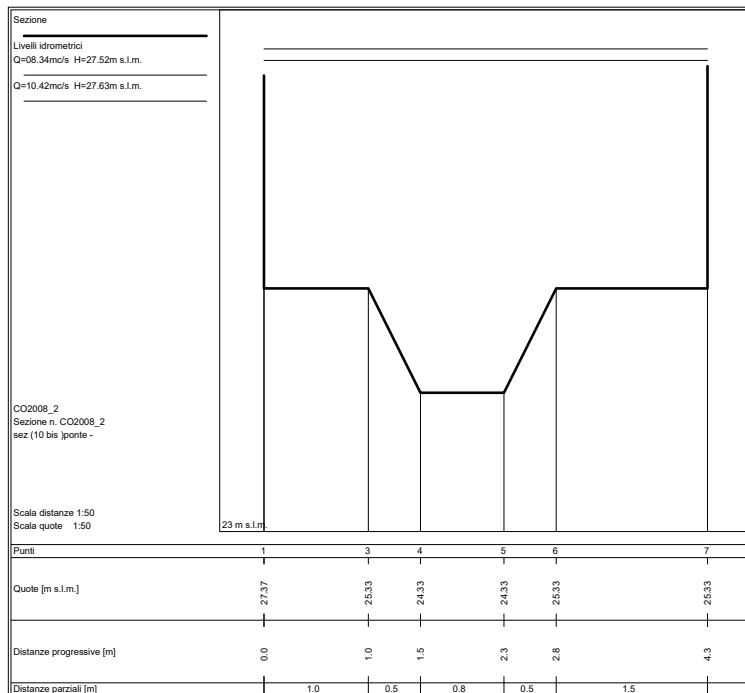 Sezione
Livelli idrometrici
Q=08.34mc/s H=27.52m s.l.m.
Q=10.42mc/s H=27.63m s.l.m.
CO2008_2
Sezione n. CO2008_2
sez (10 bis )ponte -
Scala distanze 1:50
Scala quote 1:50
23 m s.l.m.
Punti 1 3 4 5 6 7
Quote [m s.l.m.] 27.37 25.33 24.33 24.33 25.33 25.33
Distanze progressive [m] 0.0 1.0 1.5 2.3 2.8 4.3
Distanze parziali [m] 1.0 0.5 0.8 0.5 1.5